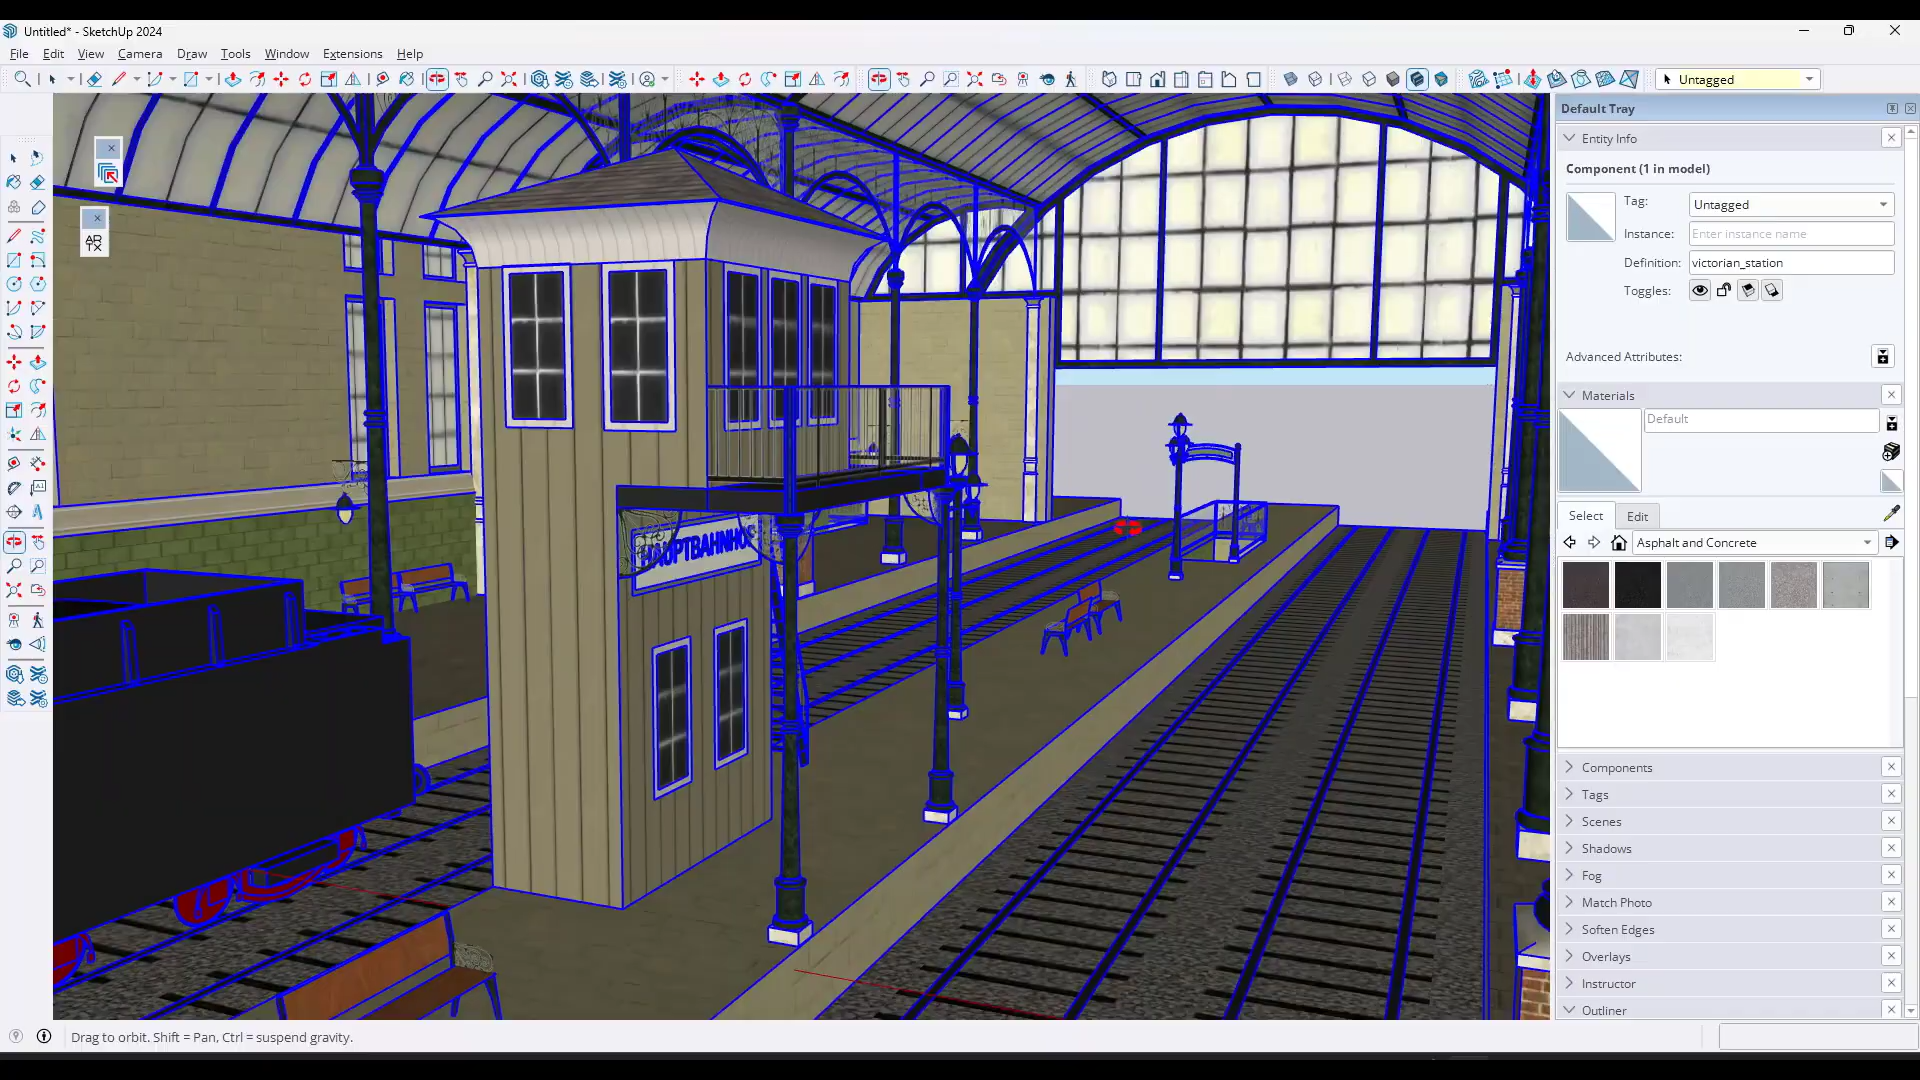 Untitled* - SketchUp 2024
File Edit View Camera Draw Tools Window Extensions Help
Untagged
Default Tray
Entity Info
Component (1 in model)
Tag: Untagged
Instance: Enter instance name
Definition: victorian_station
Toggles:
Advanced Attributes:
Materials
Default
Select Edit
Asphalt and Concrete
Components
Tags
Scenes
Shadows
Fog
Match Photo
Soften Edges
Overlays
Instructor
Outliner
AR
TX
HAUPTBAHNHOF
Drag to orbit. Shift = Pan, Ctrl = suspend gravity.